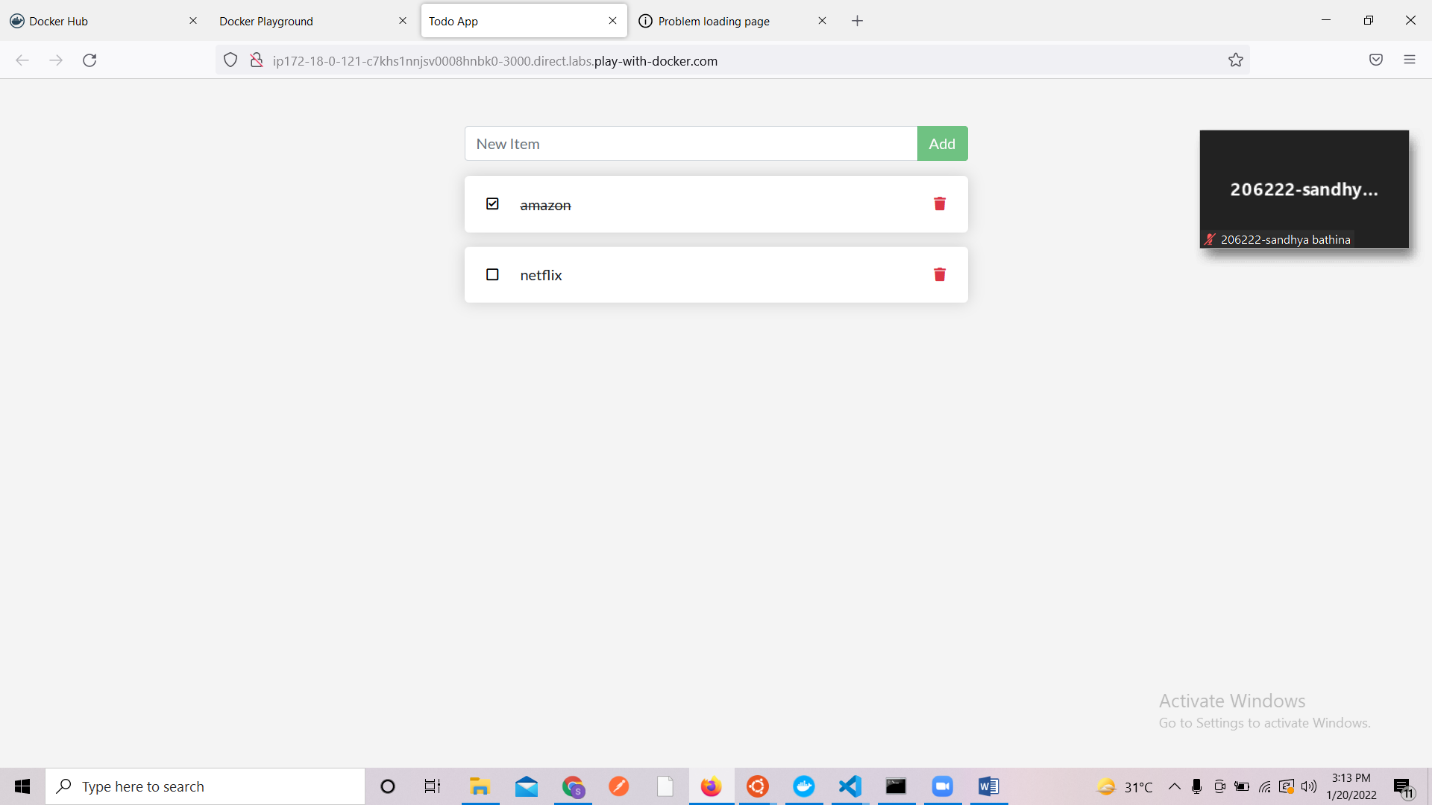 Docker Hub
Docker Playground
Todo App
Problem loading page
ip172-18-0-121-c7khs1nnjsv0008hnbk0-3000.direct.labs.play-with-docker.com
New Item
Add
amazon
netflix
206222-sandhy...
206222-sandhya bathina
Activate Windows
Go to Settings to activate Windows.
Type here to search
31°C
3:13 PM
1/20/2022
11